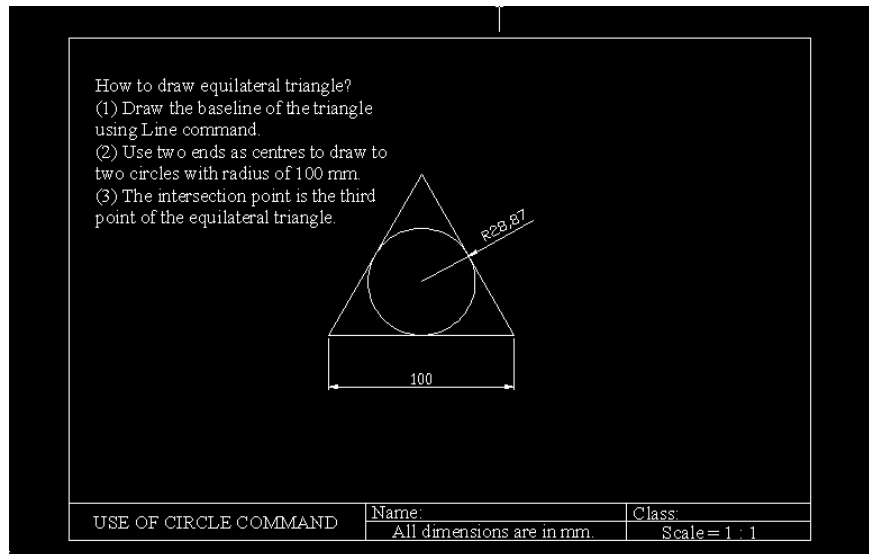 How to draw equilateral triangle?
(1) Draw the baseline of the triangle
using Line command.
(2) Use two ends as centres to draw to
two circles with radius of 100 mm.
(3) The intersection point is the third
point of the equilateral triangle.
R28,87
100
USE OF CIRCLE COMMAND
Name:
Class:
All dimensions are in mm.
Scale = 1 : 1